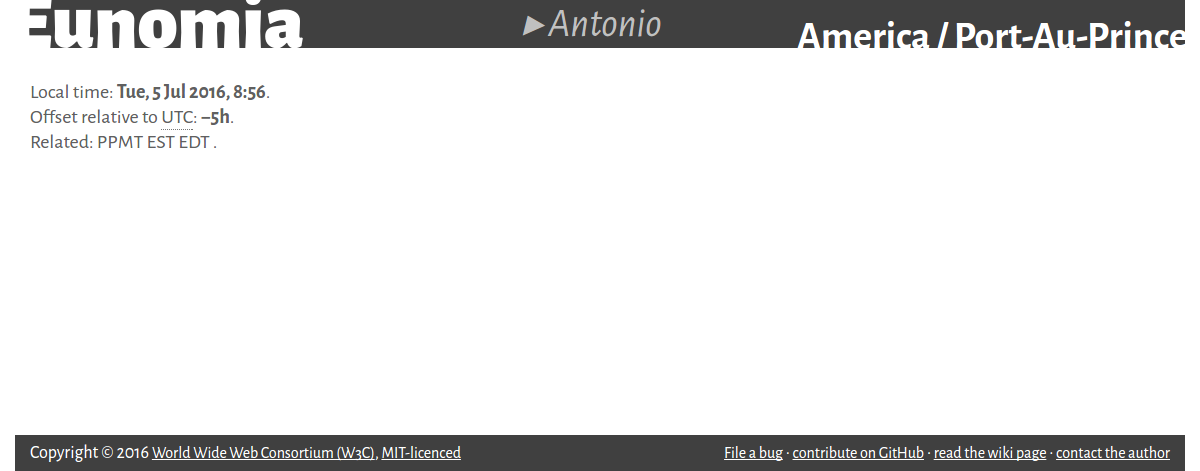 Eunomia
►Antonio
America / Port-Au-Prince
Local time: Tue, 5 Jul 2016, 8:56.
Offset relative to UTC: –5h.
Related: PPMT EST EDT .
Copyright © 2016 World Wide Web Consortium (W3C), MIT-licenced
File a bug · contribute on GitHub · read the wiki page · contact the author